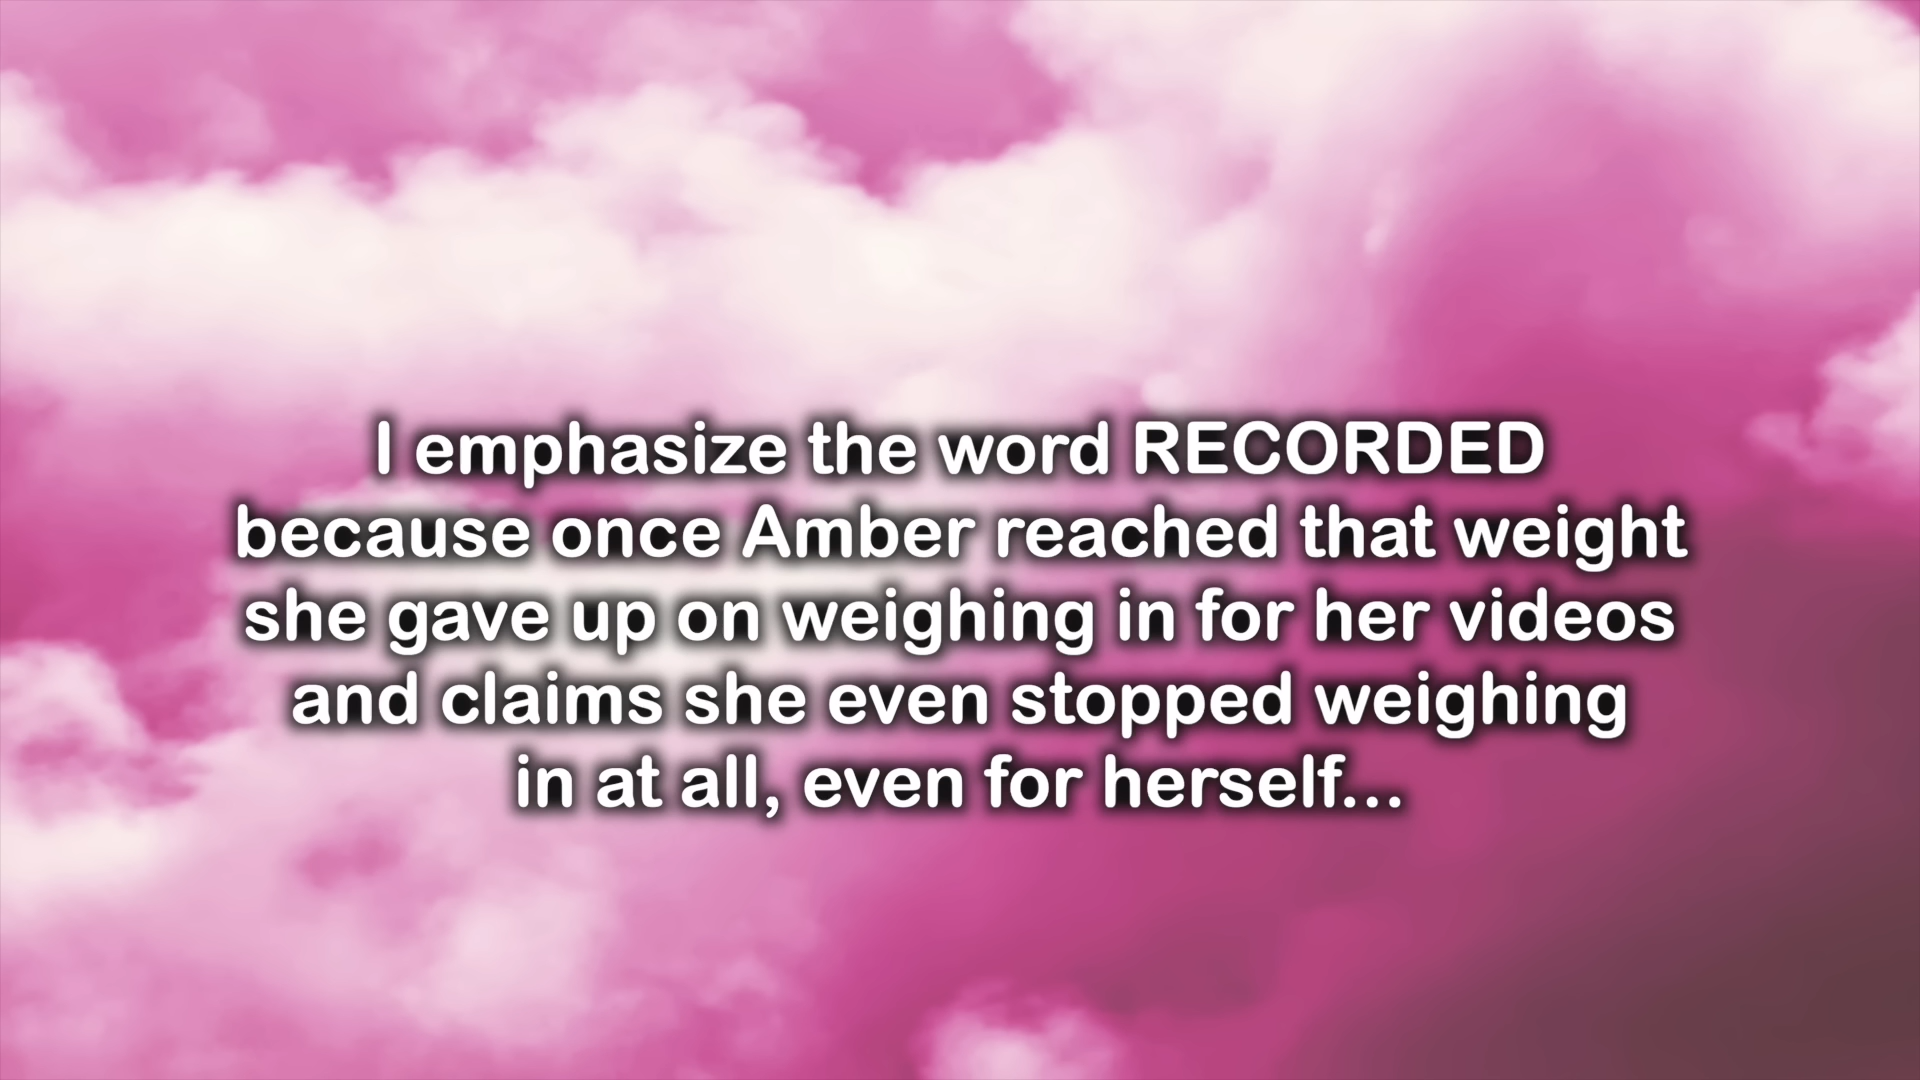 I emphasize the word RECORDED
because once Amber reached that weight
she gave up on weighing in for her videos
and claims she even stopped weighing
in at all, even for herself...